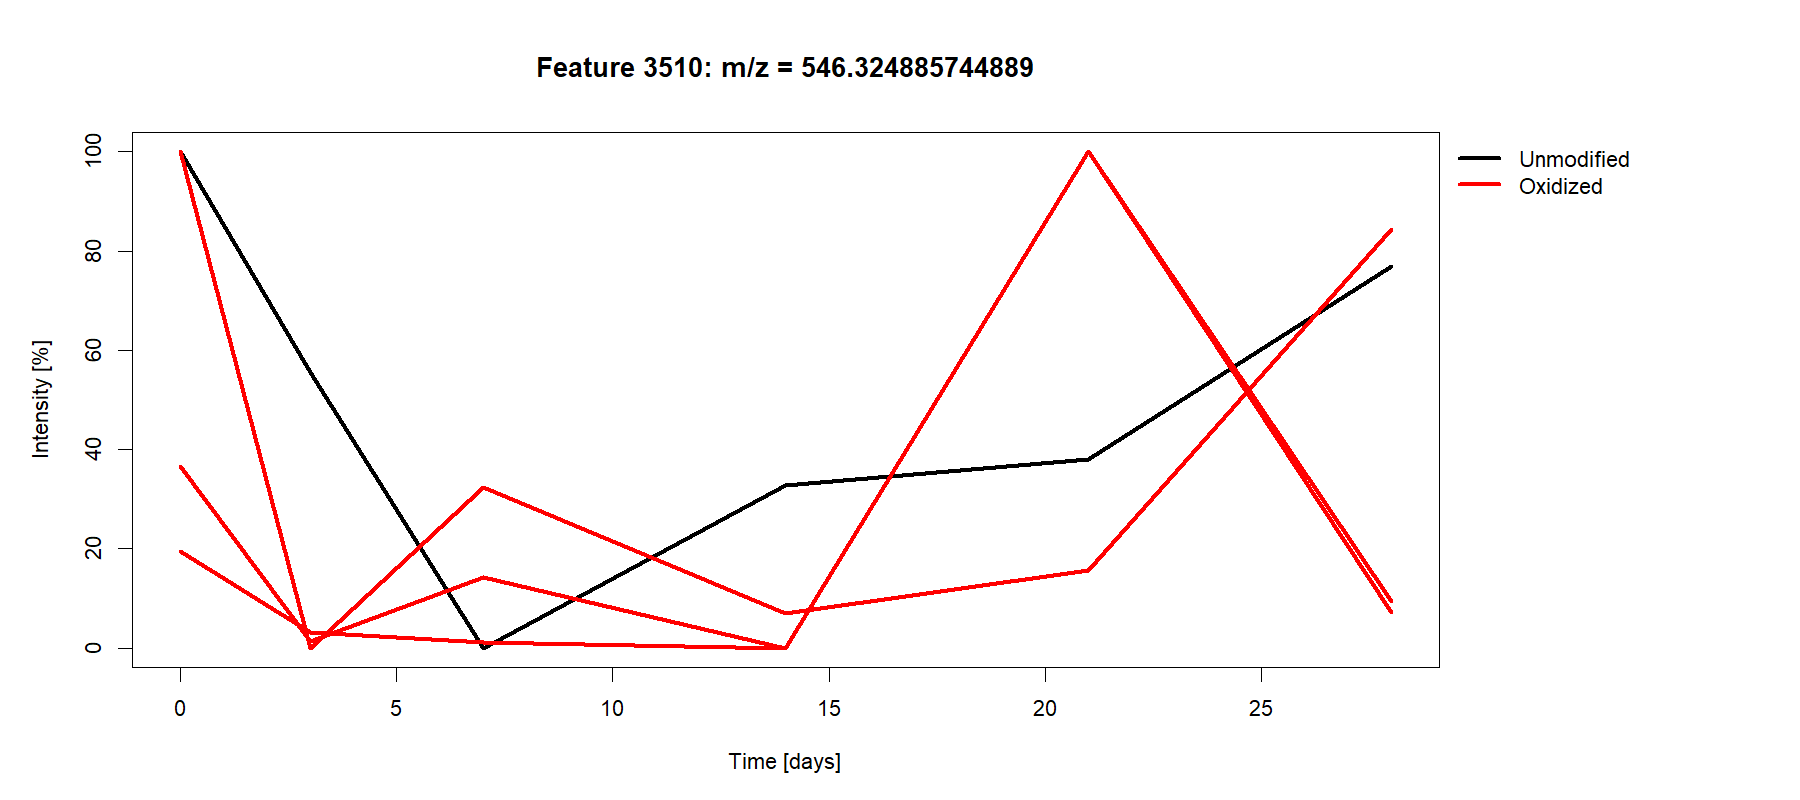 Feature 3510: m/z = 546.324885744889
Unmodified
Oxidized
Intensity [%]
100
80
60
40
20
0
0 5 10 15 20 25
Time [days]